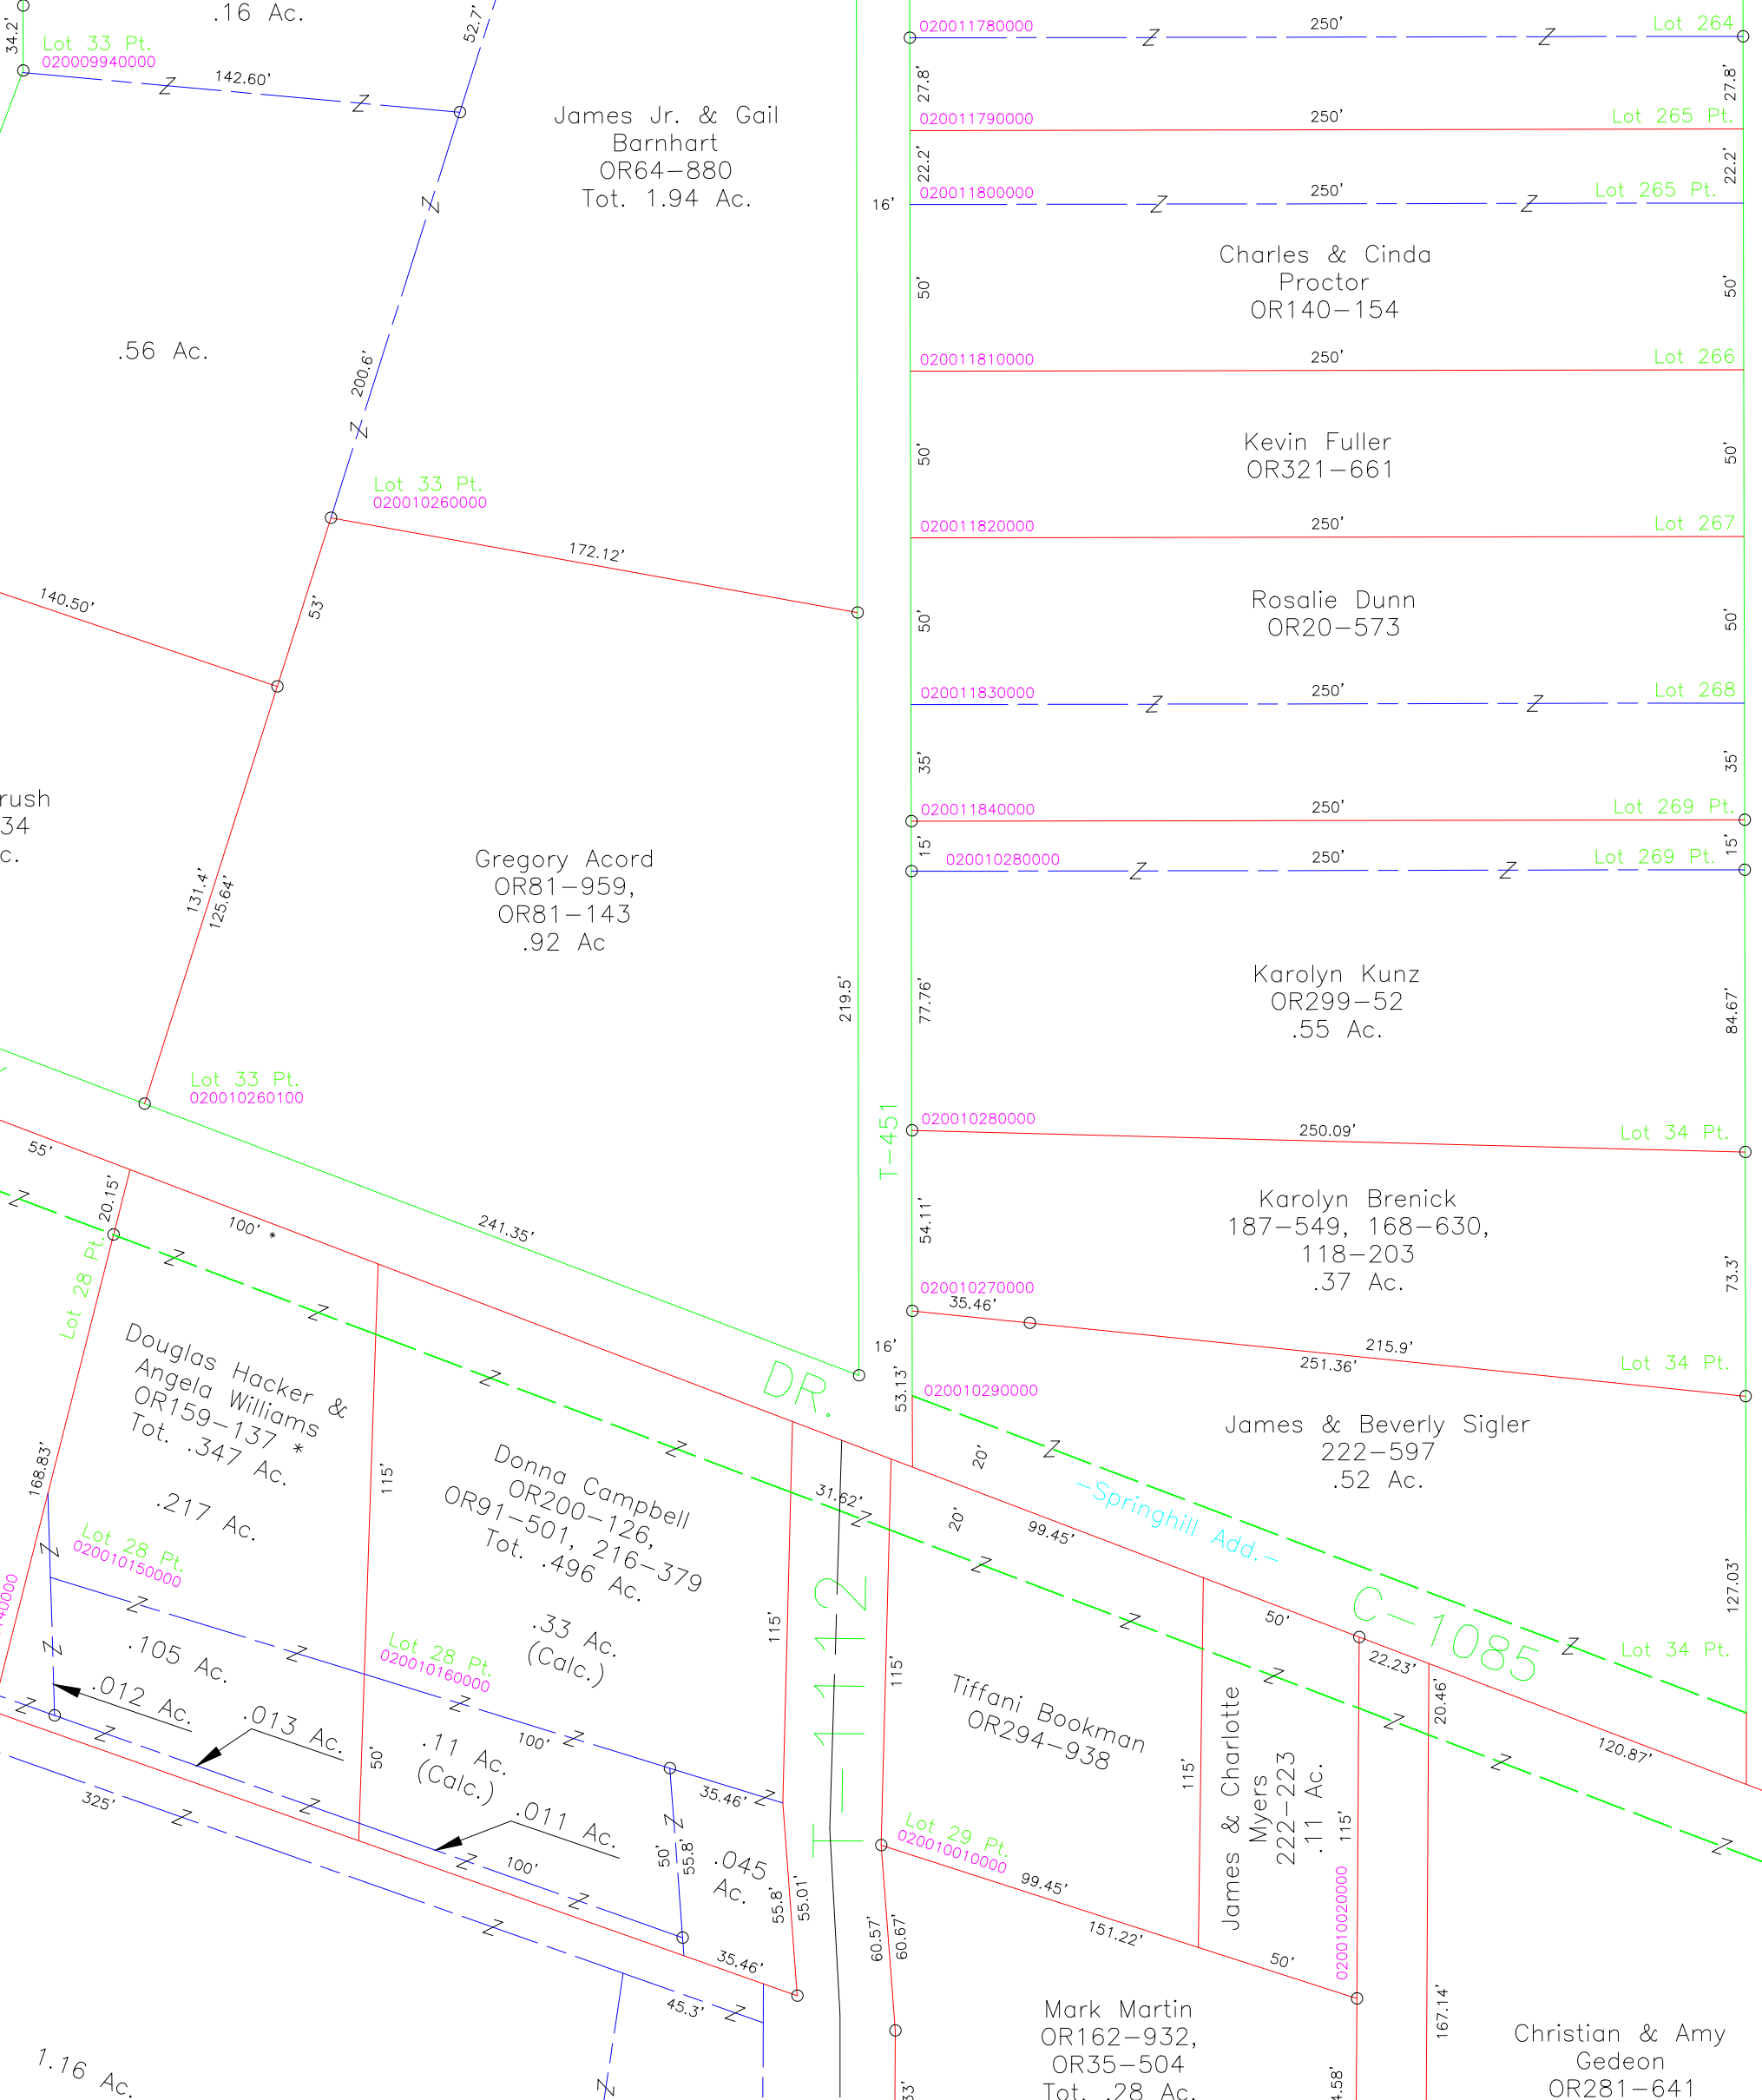 .16 Ac.
34.2'
Lot 33 Pt.
020009940000
142.60'
52.7'
James Jr. & Gail
Barnhart
OR64-880
Tot. 1.94 Ac.
.56 Ac.
200.6'
Lot 33 Pt.
020010260000
172.12'
140.50'
53'
rush
34
c.
131.4'
125.64'
Gregory Acord
OR81-959,
OR81-143
.92 Ac
219.5'
Lot 33 Pt.
020010260100
241.35'
16'
T-451
16'
020011780000
250'
Lot 264
27.8'
27.8'
020011790000
250'
Lot 265 Pt.
22.2'
22.2'
020011800000
250'
Lot 265 Pt.
50'
Charles & Cinda
Proctor
OR140-154
50'
020011810000
250'
Lot 266
50'
Kevin Fuller
OR321-661
50'
020011820000
250'
Lot 267
50'
Rosalie Dunn
OR20-573
50'
020011830000
250'
Lot 268
35'
35'
020011840000
250'
Lot 269 Pt.
15'
15'
020010280000
250'
Lot 269 Pt.
77.76'
Karolyn Kunz
OR299-52
.55 Ac.
84.67'
020010280000
250.09'
Lot 34 Pt.
54.11'
Karolyn Brenick
187-549, 168-630,
118-203
.37 Ac.
73.3'
020010270000
35.46'
215.9'
251.36'
Lot 34 Pt.
53.13'
020010290000
James & Beverly Sigler
222-597
.52 Ac.
127.03'
Lot 34 Pt.
20'
20'
-Springhill Add.-
DR.
C-1085
55'
20.15'
100' *
Lot 28 Pt.
Douglas Hacker &
Angela Williams
OR159-137 *
Tot. .347 Ac.
.217 Ac.
168.83'
115'
Lot 28 Pt.
020010150000
40000
.105 Ac.
.012 Ac.
.013 Ac.
50'
325'
Donna Campbell
OR200-126,
OR91-501, 216-379
Tot. .496 Ac.
.33 Ac.
(Calc.)
Lot 28 Pt.
020010160000
100'
.11 Ac.
(Calc.)
.011 Ac.
100'
35.46'
50'
55.8'
.045
Ac.
55.8'
55.01'
35.46'
45.3'
1.16 Ac.
115'
31.62'
T-1112
115'
99.45'
Tiffani Bookman
OR294-938
Lot 29 Pt.
020010010000
99.45'
151.22'
60.57'
60.67'
50'
115'
James & Charlotte
Myers
222-223
.11 Ac.
115'
020010020000
50'
22.23'
20.46'
120.87'
167.14'
Mark Martin
OR162-932,
OR35-504
Tot. .28 Ac.
33'
4.58'
Christian & Amy
Gedeon
OR281-641